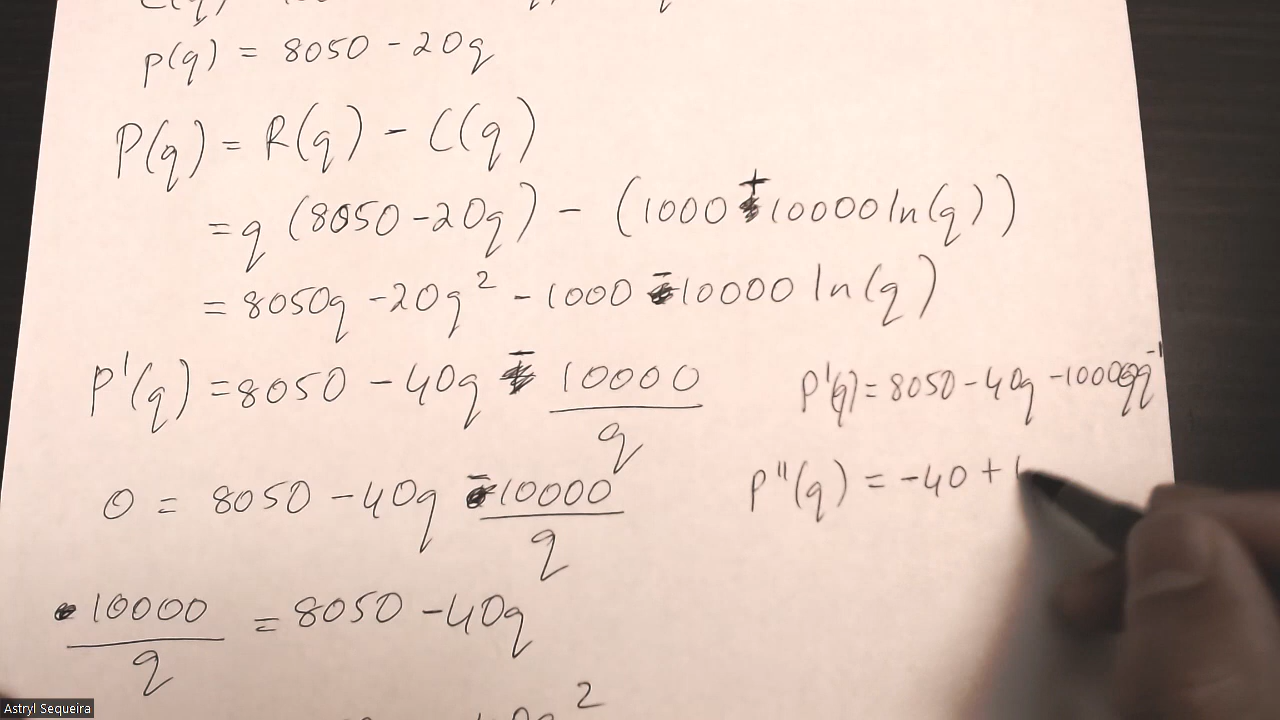 p(q) = 8050 - 20q
P(q) = R(q) - C(q)
= q (8050 - 20q) - (1000 + 10000 ln(q))
= 8050q - 20q² - 1000 - 10000 ln(q)
P'(q) = 8050 - 40q - 10000/q
P'(q) = 8050 - 40q - 10000q⁻¹
0 = 8050 - 40q - 10000/q
P''(q) = -40 +
10000/q = 8050 - 40q
Astryl Sequeira